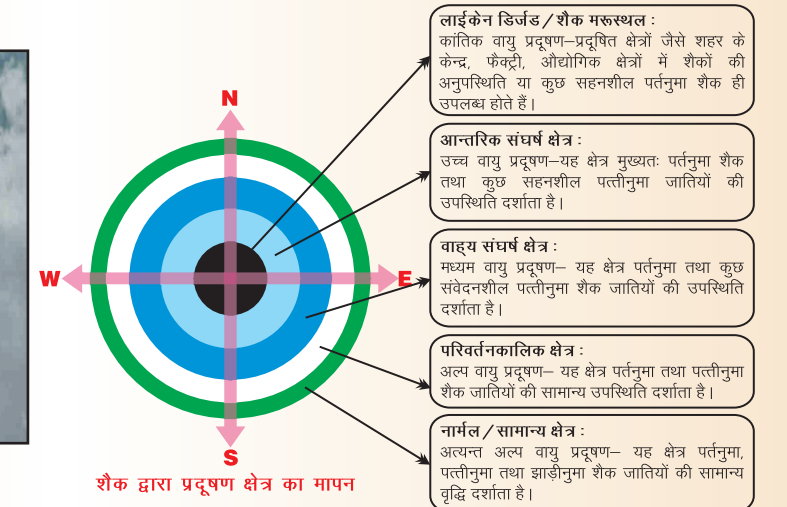 लाईकेन डिर्जड/शैक मरूस्थल :
कांतिक वायु प्रदूषण–प्रदूषित क्षेत्रों जैसे शहर के
केन्द्र, फैक्ट्री, औद्योगिक क्षेत्रों में शैकों की
अनुपस्थिति या कुछ सहनशील पर्तनुमा शैक ही
उपलब्ध होते हैं।
आन्तरिक संघर्ष क्षेत्र :
उच्च वायु प्रदूषण–यह क्षेत्र मुख्यतः पर्तनुमा शैक
तथा कुछ सहनशील पत्तीनुमा जातियों की
उपस्थिति दर्शाता है।
वाह्य संघर्ष क्षेत्र :
मध्यम वायु प्रदूषण– यह क्षेत्र पर्तनुमा तथा कुछ
संवेदनशील पत्तीनुमा शैक जातियों की उपस्थिति
दर्शाता है।
परिवर्तनकालिक क्षेत्र :
अल्प वायु प्रदूषण– यह क्षेत्र पर्तनुमा तथा पत्तीनुमा
शैक जातियों की सामान्य उपस्थिति दर्शाता है।
नार्मल/सामान्य क्षेत्र :
अत्यन्त अल्प वायु प्रदूषण– यह क्षेत्र पर्तनुमा,
पत्तीनुमा तथा झाड़ीनुमा शैक जातियों की सामान्य
वृद्धि दर्शाता है।
N
W
E
S
शैक द्वारा प्रदूषण क्षेत्र का मापन